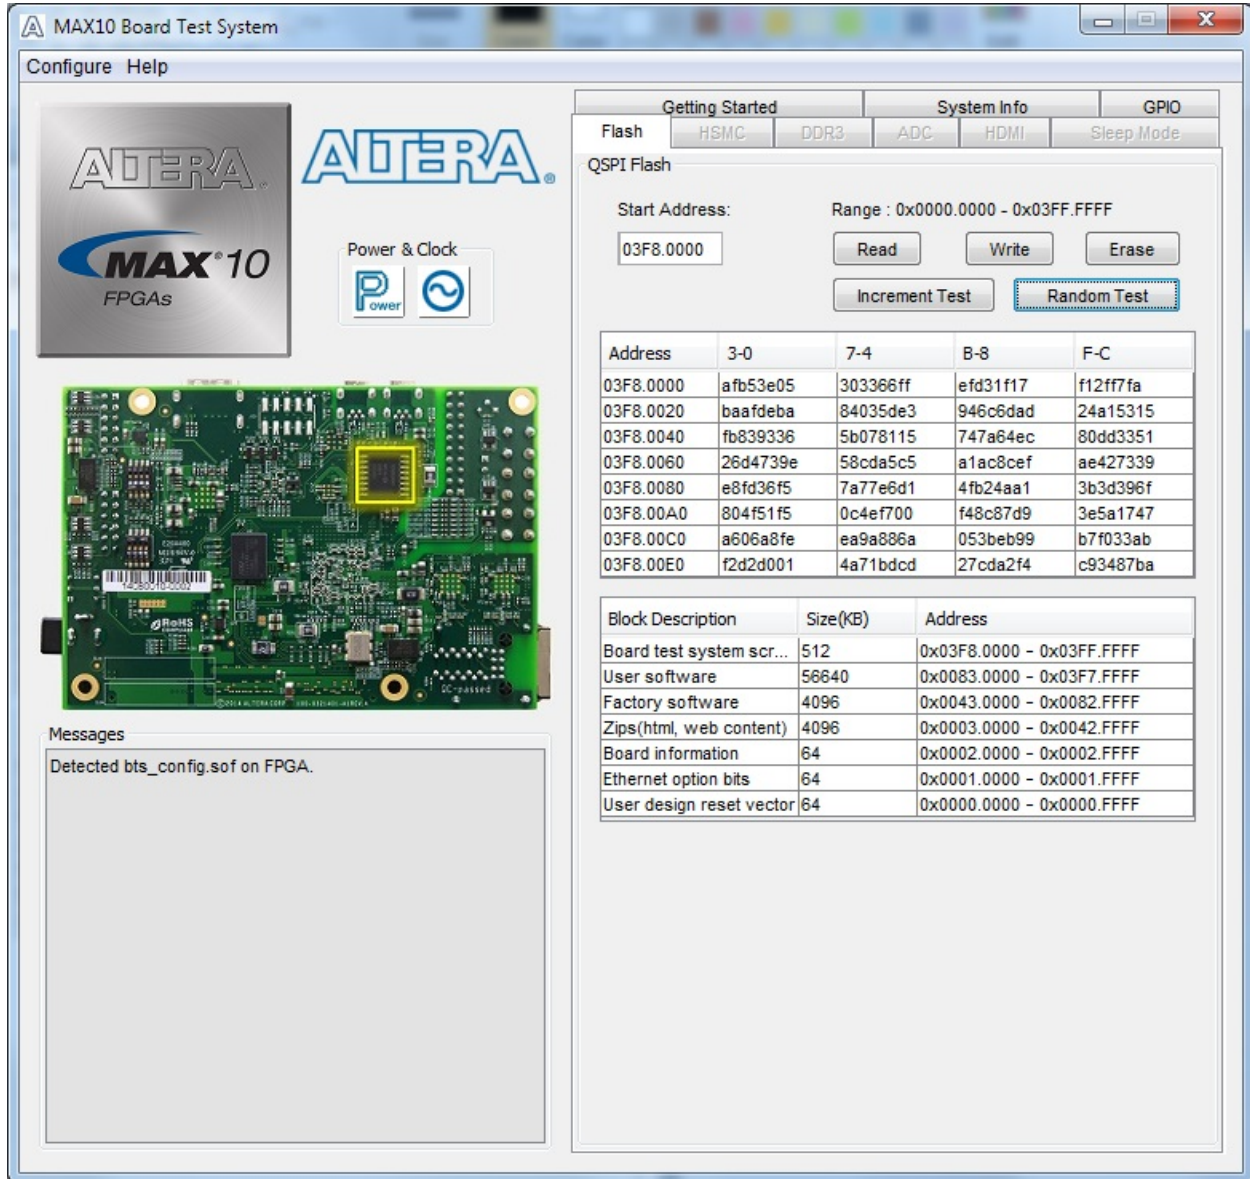 MAX10 Board Test System
Configure Help
ALTERA®
MAX®10
FPGAs
ALTERA®
Power & Clock
Power
RoHS
QC-passed
Messages
Detected bts_config.sof on FPGA.
Getting Started System Info GPIO
Flash HSMC DDR3 ADC HDMI Sleep Mode
QSPI Flash
Start Address: Range : 0x0000.0000 - 0x03FF.FFFF
03F8.0000 Read Write Erase
Increment Test Random Test
Address 3-0 7-4 B-8 F-C
03F8.0000 afb53e05 303366ff efd31f17 f12ff7fa
03F8.0020 baafdeba 84035de3 946c6dad 24a15315
03F8.0040 fb839336 5b078115 747a64ec 80dd3351
03F8.0060 26d4739e 58cda5c5 a1ac8cef ae427339
03F8.0080 e8fd36f5 7a77e6d1 4fb24aa1 3b3d396f
03F8.00A0 804f51f5 0c4ef700 f48c87d9 3e5a1747
03F8.00C0 a606a8fe ea9a886a 053beb99 b7f033ab
03F8.00E0 f2d2d001 4a71bdcd 27cda2f4 c93487ba
Block Description Size(KB) Address
Board test system scr... 512 0x03F8.0000 - 0x03FF.FFFF
User software 56640 0x0083.0000 - 0x03F7.FFFF
Factory software 4096 0x0043.0000 - 0x0082.FFFF
Zips(html, web content) 4096 0x0003.0000 - 0x0042.FFFF
Board information 64 0x0002.0000 - 0x0002.FFFF
Ethernet option bits 64 0x0001.0000 - 0x0001.FFFF
User design reset vector 64 0x0000.0000 - 0x0000.FFFF